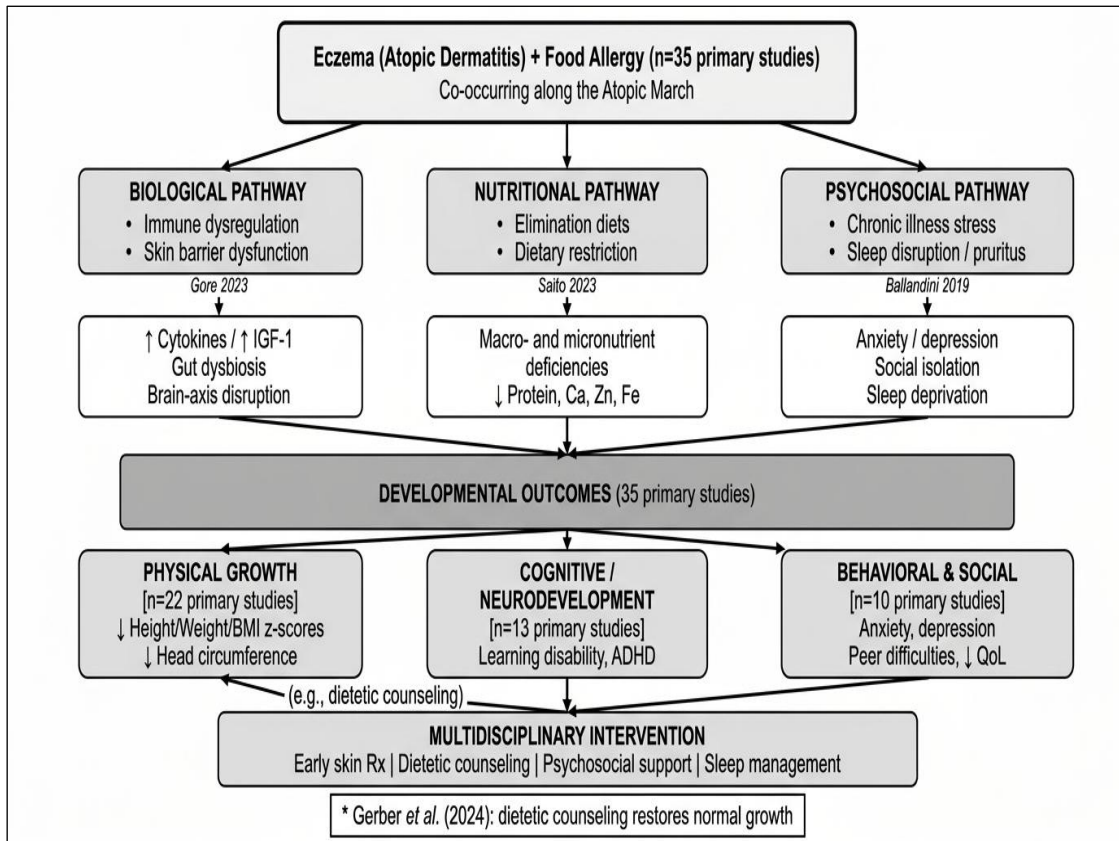 Eczema (Atopic Dermatitis) + Food Allergy (n=35 primary studies)
Co-occurring along the Atopic March
BIOLOGICAL PATHWAY
• Immune dysregulation
• Skin barrier dysfunction
Gore 2023
↑ Cytokines / ↑ IGF-1
Gut dysbiosis
Brain-axis disruption
NUTRITIONAL PATHWAY
• Elimination diets
• Dietary restriction
Saito 2023
Macro- and micronutrient
deficiencies
↓ Protein, Ca, Zn, Fe
PSYCHOSOCIAL PATHWAY
• Chronic illness stress
• Sleep disruption / pruritus
Ballandini 2019
Anxiety / depression
Social isolation
Sleep deprivation
DEVELOPMENTAL OUTCOMES (35 primary studies)
PHYSICAL GROWTH
[n=22 primary studies]
↓ Height/Weight/BMI z-scores
↓ Head circumference
COGNITIVE /
NEURODEVELOPMENT
[n=13 primary studies]
Learning disability, ADHD
BEHAVIORAL & SOCIAL
[n=10 primary studies]
Anxiety, depression
Peer difficulties, ↓ QoL
(e.g., dietetic counseling)
MULTIDISCIPLINARY INTERVENTION
Early skin Rx | Dietetic counseling | Psychosocial support | Sleep management
* Gerber et al. (2024): dietetic counseling restores normal growth